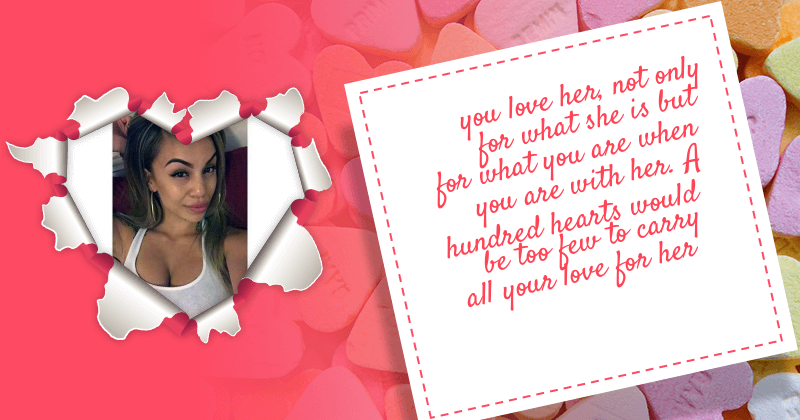 you love her, not only
for what she is but
for what you are when
you are with her. A
hundred hearts would
be too few to carry
all your love for her